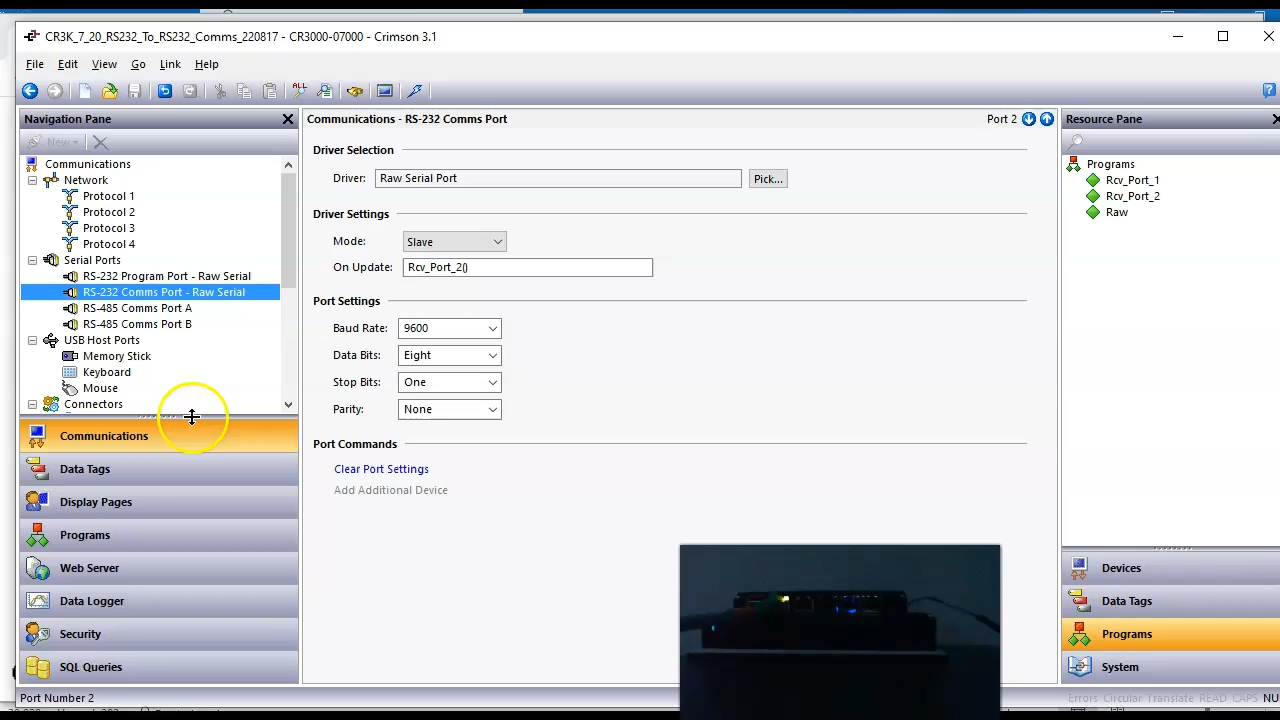 CR3K_7_20_RS232_To_RS232_Comms_220817 - CR3000-07000 - Crimson 3.1
File Edit View Go Link Help
Navigation Pane
New
Communications
Network
Protocol 1
Protocol 2
Protocol 3
Protocol 4
Serial Ports
RS-232 Program Port - Raw Serial
RS-232 Comms Port - Raw Serial
RS-485 Comms Port A
RS-485 Comms Port B
USB Host Ports
Memory Stick
Keyboard
Mouse
Connectors
Communications
Data Tags
Display Pages
Programs
Web Server
Data Logger
Security
SQL Queries
Port Number 2
Communications - RS-232 Comms Port
Port 2
Driver Selection
Driver: Raw Serial Port Pick...
Driver Settings
Mode: Slave
On Update: Rcv_Port_2()
Port Settings
Baud Rate: 9600
Data Bits: Eight
Stop Bits: One
Parity: None
Port Commands
Clear Port Settings
Add Additional Device
Resource Pane
Programs
Rcv_Port_1
Rcv_Port_2
Raw
Devices
Data Tags
Programs
System
Errors Circular Translate READ CAPS NU